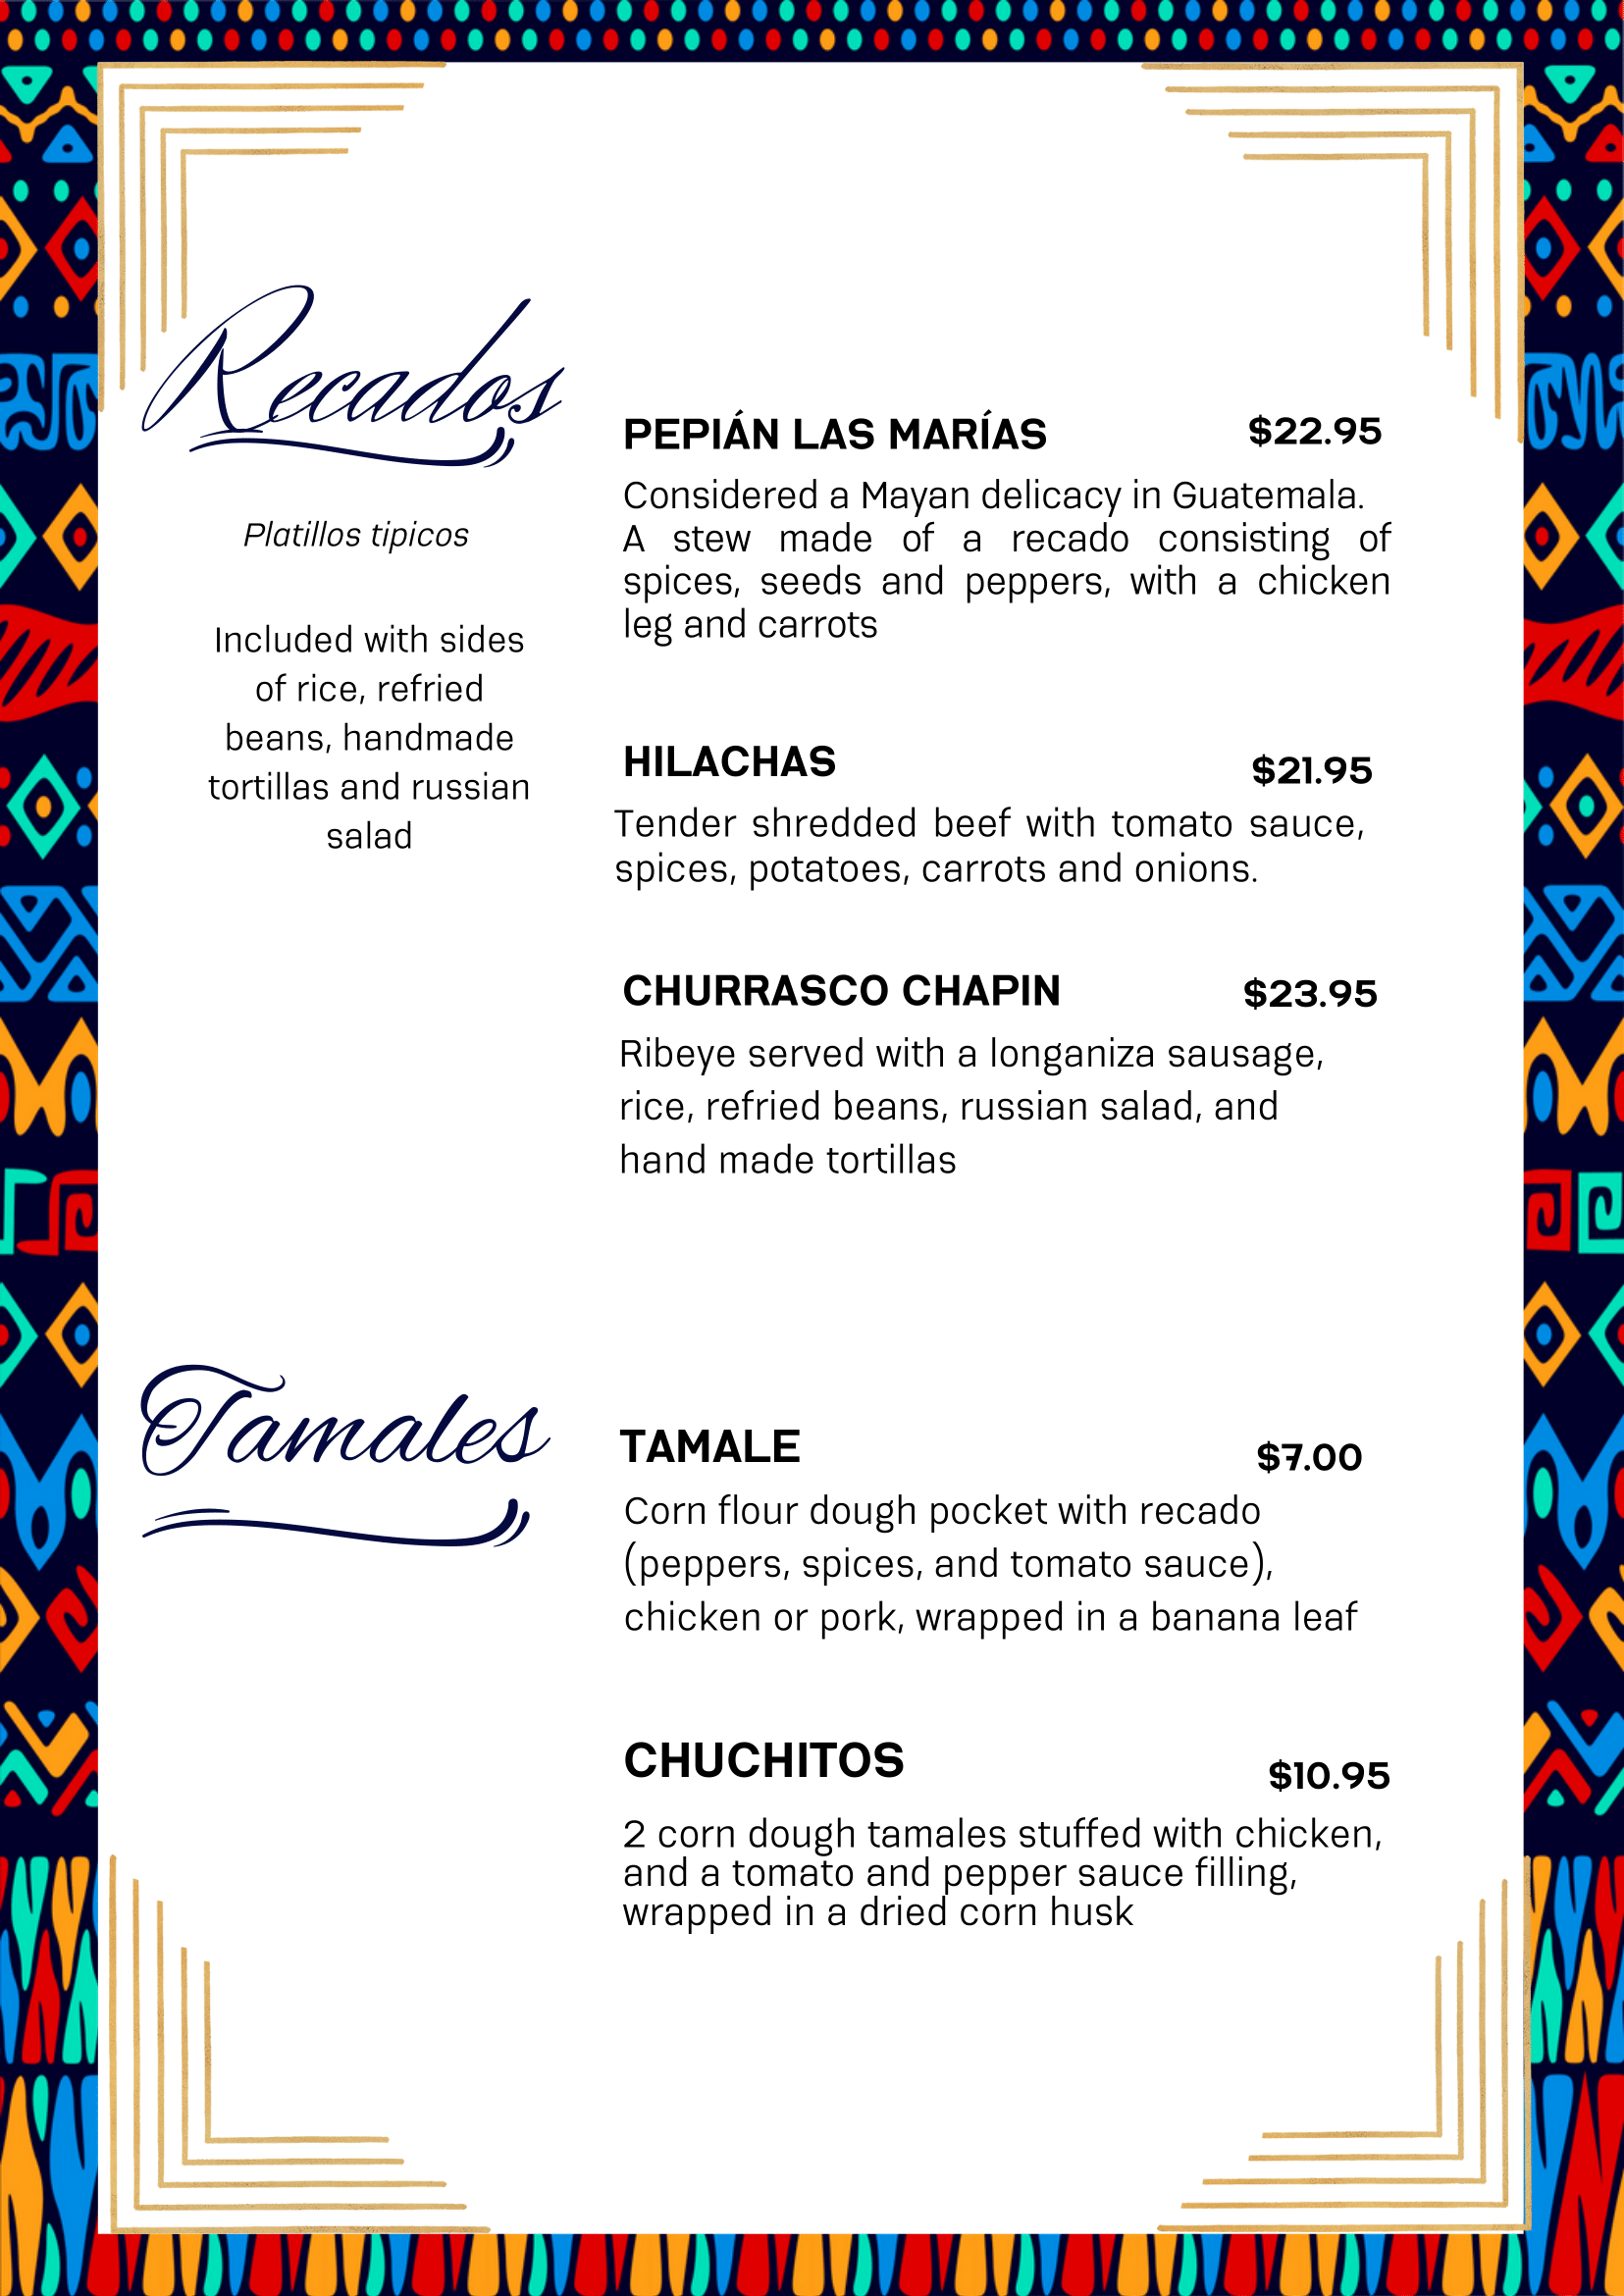 Recados
Platillos tipicos
Included with sides
of rice, refried
beans, handmade
tortillas and russian
salad
PEPIÁN LAS MARÍAS $22.95
Considered a Mayan delicacy in Guatemala.
A stew made of a recado consisting of
spices, seeds and peppers, with a chicken
leg and carrots
HILACHAS $21.95
Tender shredded beef with tomato sauce,
spices, potatoes, carrots and onions.
CHURRASCO CHAPIN $23.95
Ribeye served with a longaniza sausage,
rice, refried beans, russian salad, and
hand made tortillas
Tamales
TAMALE $7.00
Corn flour dough pocket with recado
(peppers, spices, and tomato sauce),
chicken or pork, wrapped in a banana leaf
CHUCHITOS $10.95
2 corn dough tamales stuffed with chicken,
and a tomato and pepper sauce filling,
wrapped in a dried corn husk